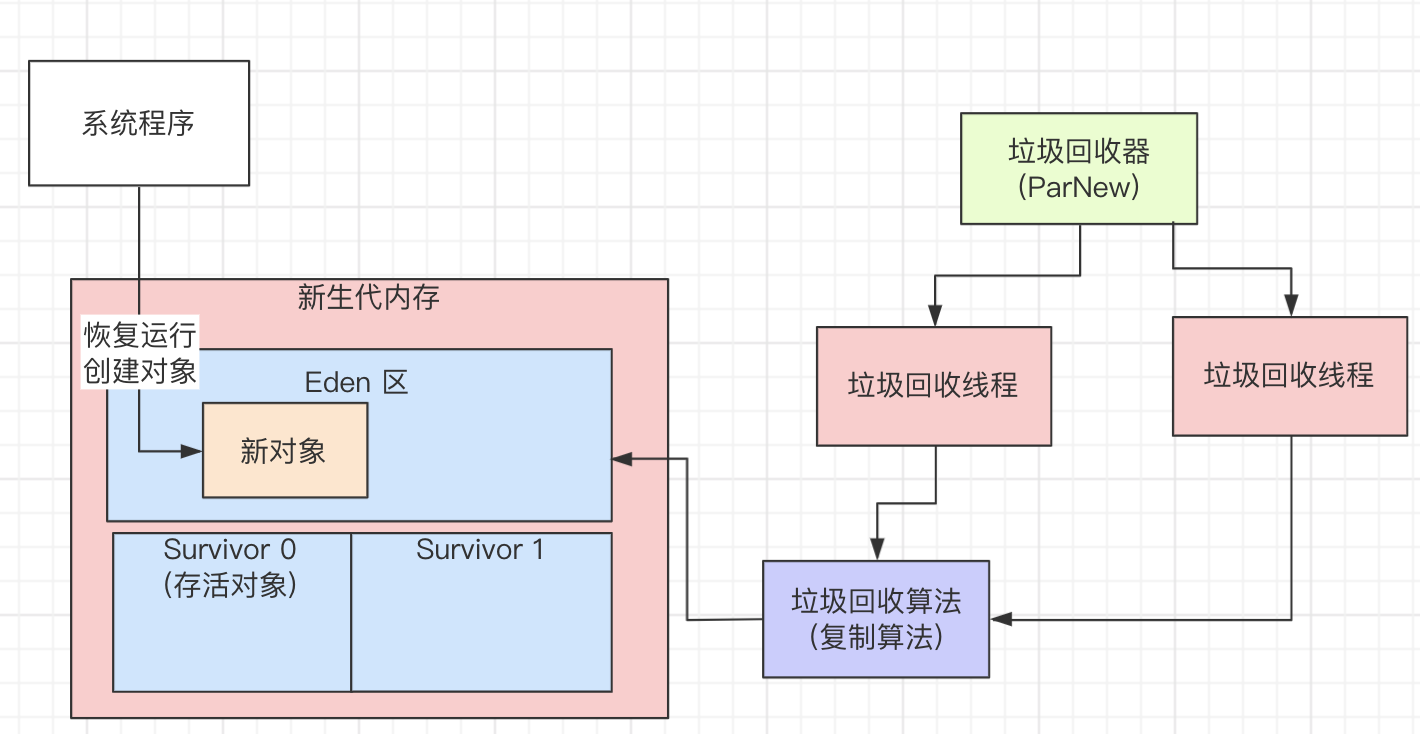 系统程序
垃圾回收器
(ParNew)
新生代内存
恢复运行
创建对象
Eden 区
新对象
垃圾回收线程
垃圾回收线程
Survivor 0
(存活对象)
Survivor 1
垃圾回收算法
(复制算法)